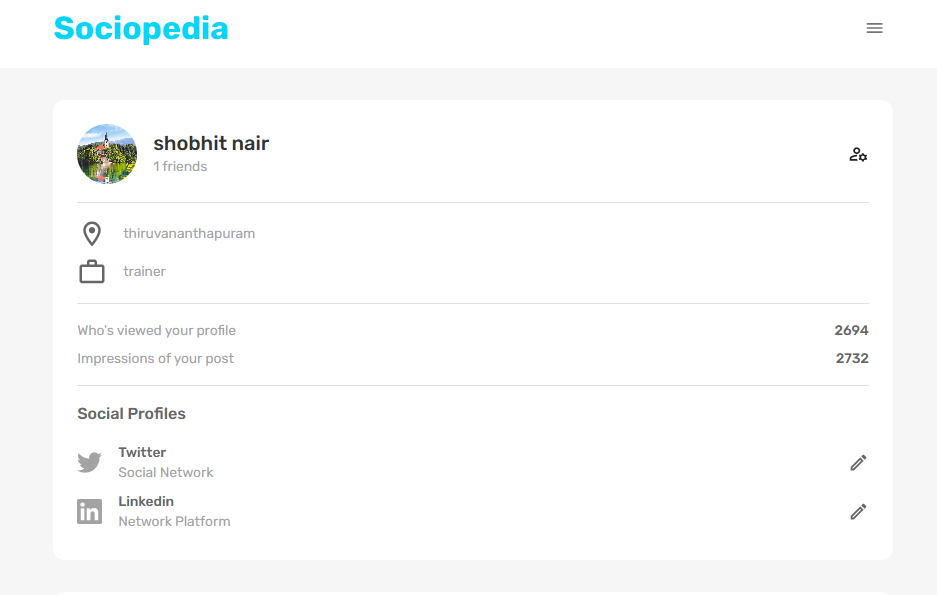 Sociopedia
shobhit nair
1 friends
thiruvananthapuram
trainer
Who's viewed your profile 2694
Impressions of your post 2732
Social Profiles
Twitter
Social Network
Linkedin
Network Platform